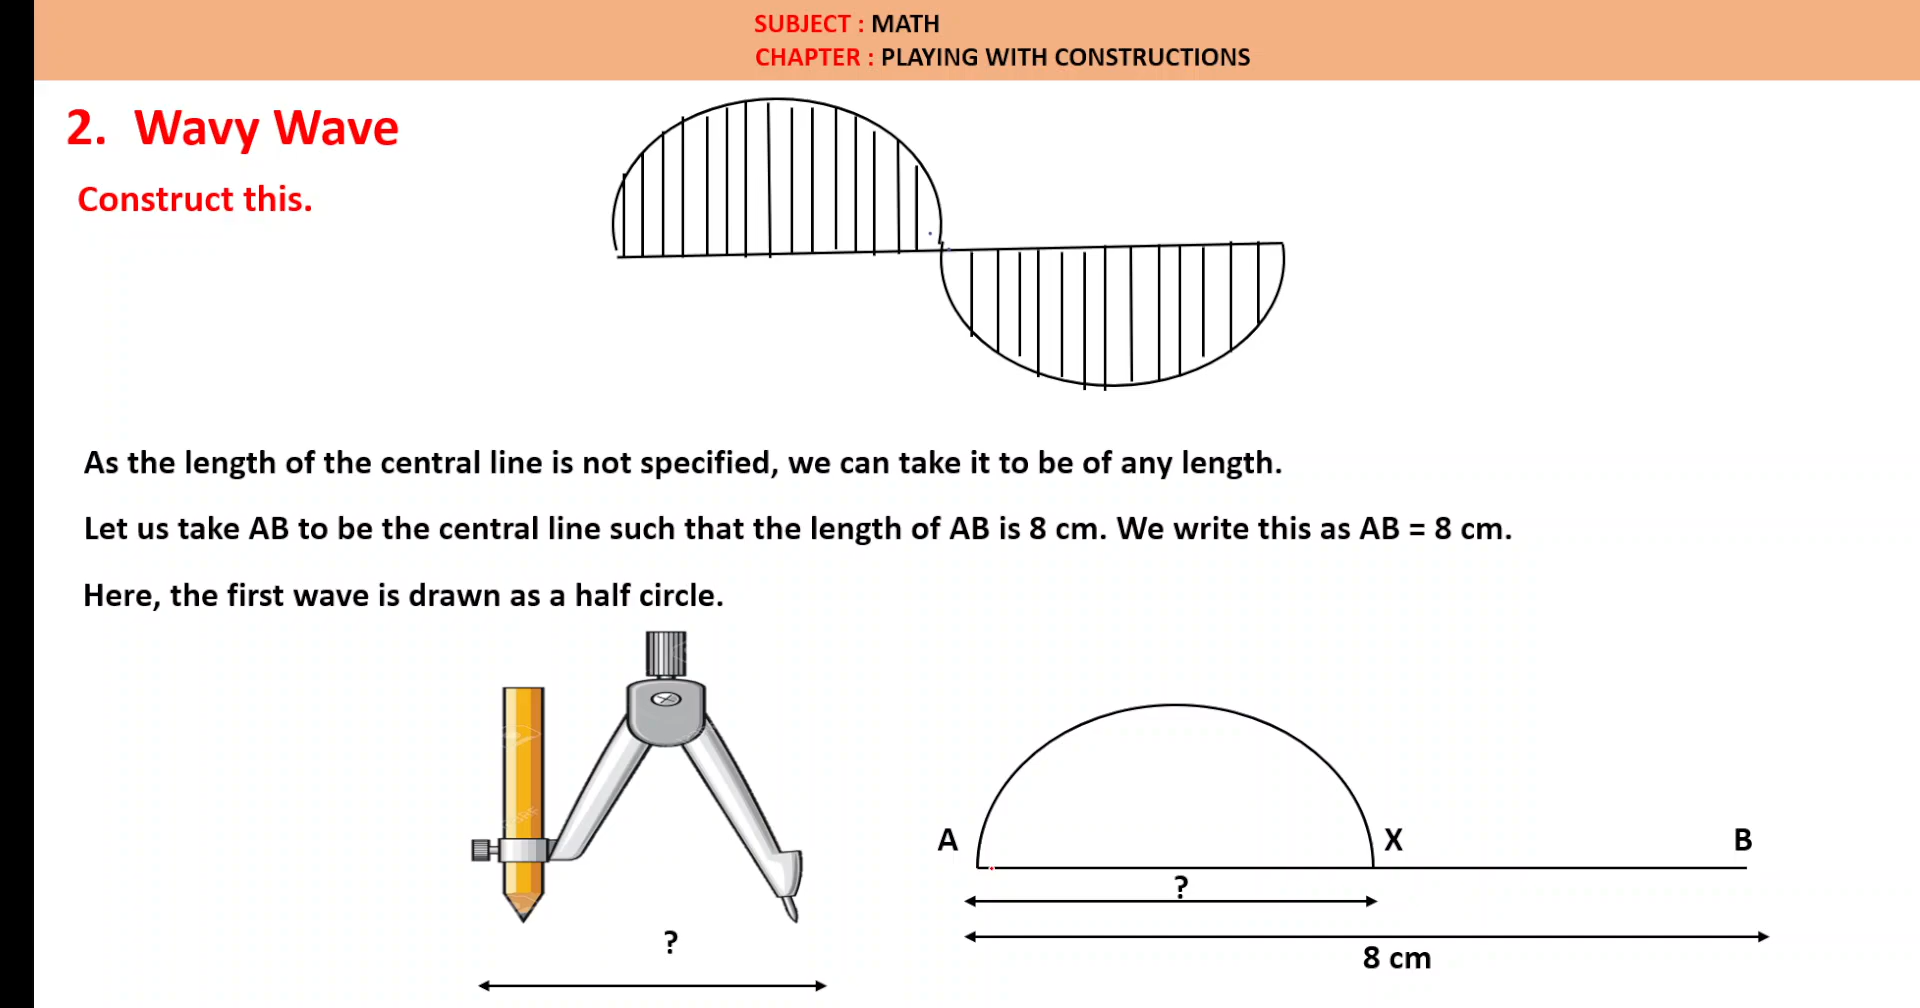 SUBJECT : MATH
CHAPTER : PLAYING WITH CONSTRUCTIONS
2. Wavy Wave
Construct this.
As the length of the central line is not specified, we can take it to be of any length.
Let us take AB to be the central line such that the length of AB is 8 cm. We write this as AB = 8 cm.
Here, the first wave is drawn as a half circle.
A X B
?
?
8 cm